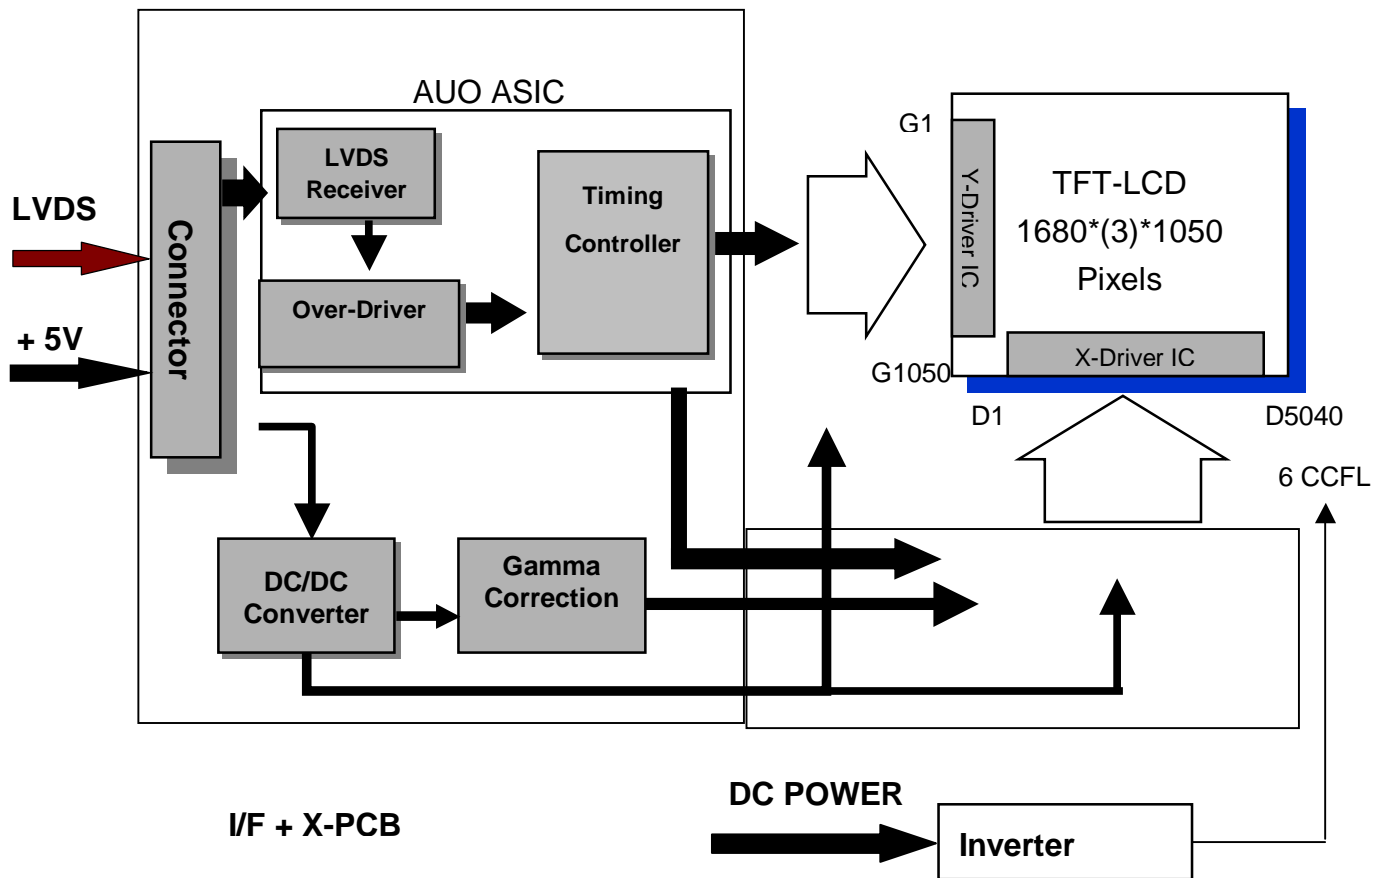 AUO ASIC
G1
LVDS
Receiver
Timing
Controller
TFT-LCD
1680*(3)*1050
Pixels
Y-Driver IC
LVDS
Connector
Over-Driver
+ 5V
X-Driver IC
G1050
D1
D5040
6 CCFL
DC/DC
Converter
Gamma
Correction
DC POWER
I/F + X-PCB
Inverter